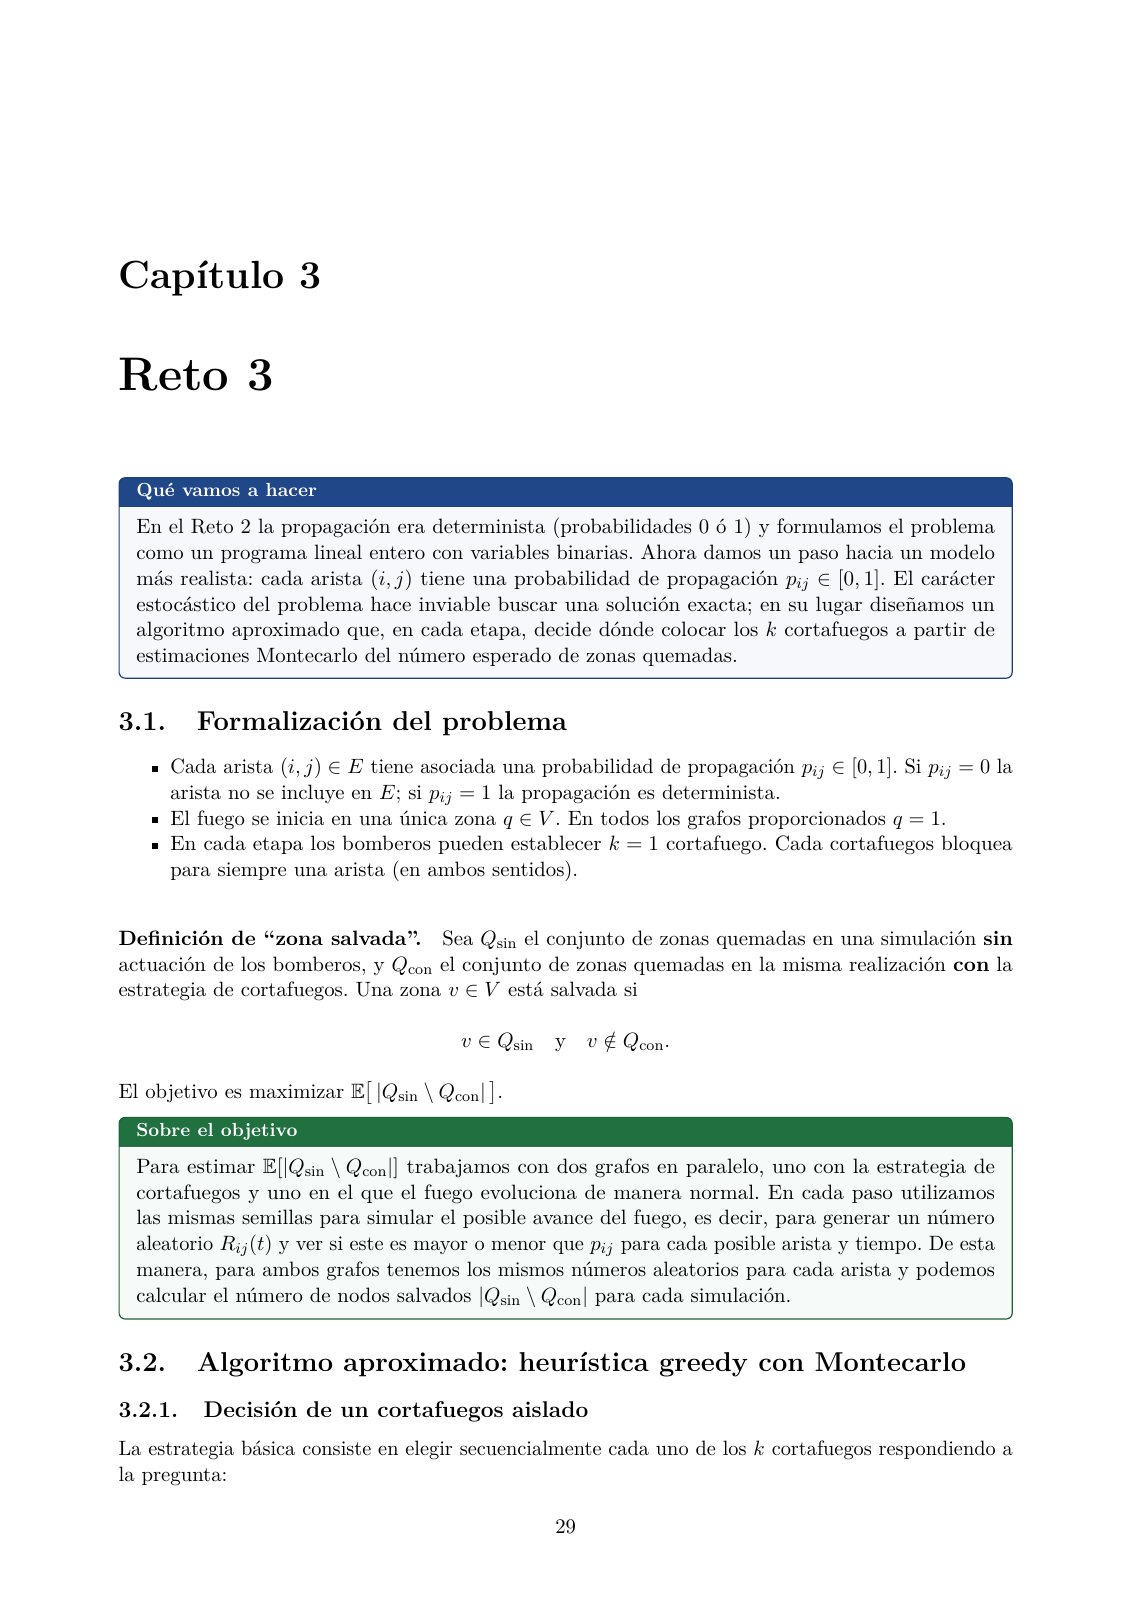 Capítulo 3
Reto 3
Qué vamos a hacer
En el Reto 2 la propagación era determinista (probabilidades 0 ó 1) y formulamos el problema
como un programa lineal entero con variables binarias. Ahora damos un paso hacia un modelo
más realista: cada arista (i, j) tiene una probabilidad de propagación p_{ij} ∈ [0, 1]. El carácter
estocástico del problema hace inviable buscar una solución exacta; en su lugar diseñamos un
algoritmo aproximado que, en cada etapa, decide dónde colocar los k cortafuegos a partir de
estimaciones Montecarlo del número esperado de zonas quemadas.
3.1. Formalización del problema
▪ Cada arista (i, j) ∈ E tiene asociada una probabilidad de propagación p_{ij} ∈ [0, 1]. Si p_{ij} = 0 la
arista no se incluye en E; si p_{ij} = 1 la propagación es determinista.
▪ El fuego se inicia en una única zona q ∈ V. En todos los grafos proporcionados q = 1.
▪ En cada etapa los bomberos pueden establecer k = 1 cortafuego. Cada cortafuegos bloquea
para siempre una arista (en ambos sentidos).
Definición de “zona salvada”. Sea Q_{sin} el conjunto de zonas quemadas en una simulación sin
actuación de los bomberos, y Q_{con} el conjunto de zonas quemadas en la misma realización con la
estrategia de cortafuegos. Una zona v ∈ V está salvada si
v ∈ Q_{sin} y v ∉ Q_{con}.
El objetivo es maximizar 𝔼[ |Q_{sin} \ Q_{con}| ].
Sobre el objetivo
Para estimar 𝔼[|Q_{sin} \ Q_{con}|] trabajamos con dos grafos en paralelo, uno con la estrategia de
cortafuegos y uno en el que el fuego evoluciona de manera normal. En cada paso utilizamos
las mismas semillas para simular el posible avance del fuego, es decir, para generar un número
aleatorio R_{ij}(t) y ver si este es mayor o menor que p_{ij} para cada posible arista y tiempo. De esta
manera, para ambos grafos tenemos los mismos números aleatorios para cada arista y podemos
calcular el número de nodos salvados |Q_{sin} \ Q_{con}| para cada simulación.
3.2. Algoritmo aproximado: heurística greedy con Montecarlo
3.2.1. Decisión de un cortafuegos aislado
La estrategia básica consiste en elegir secuencialmente cada uno de los k cortafuegos respondiendo a
la pregunta:
29